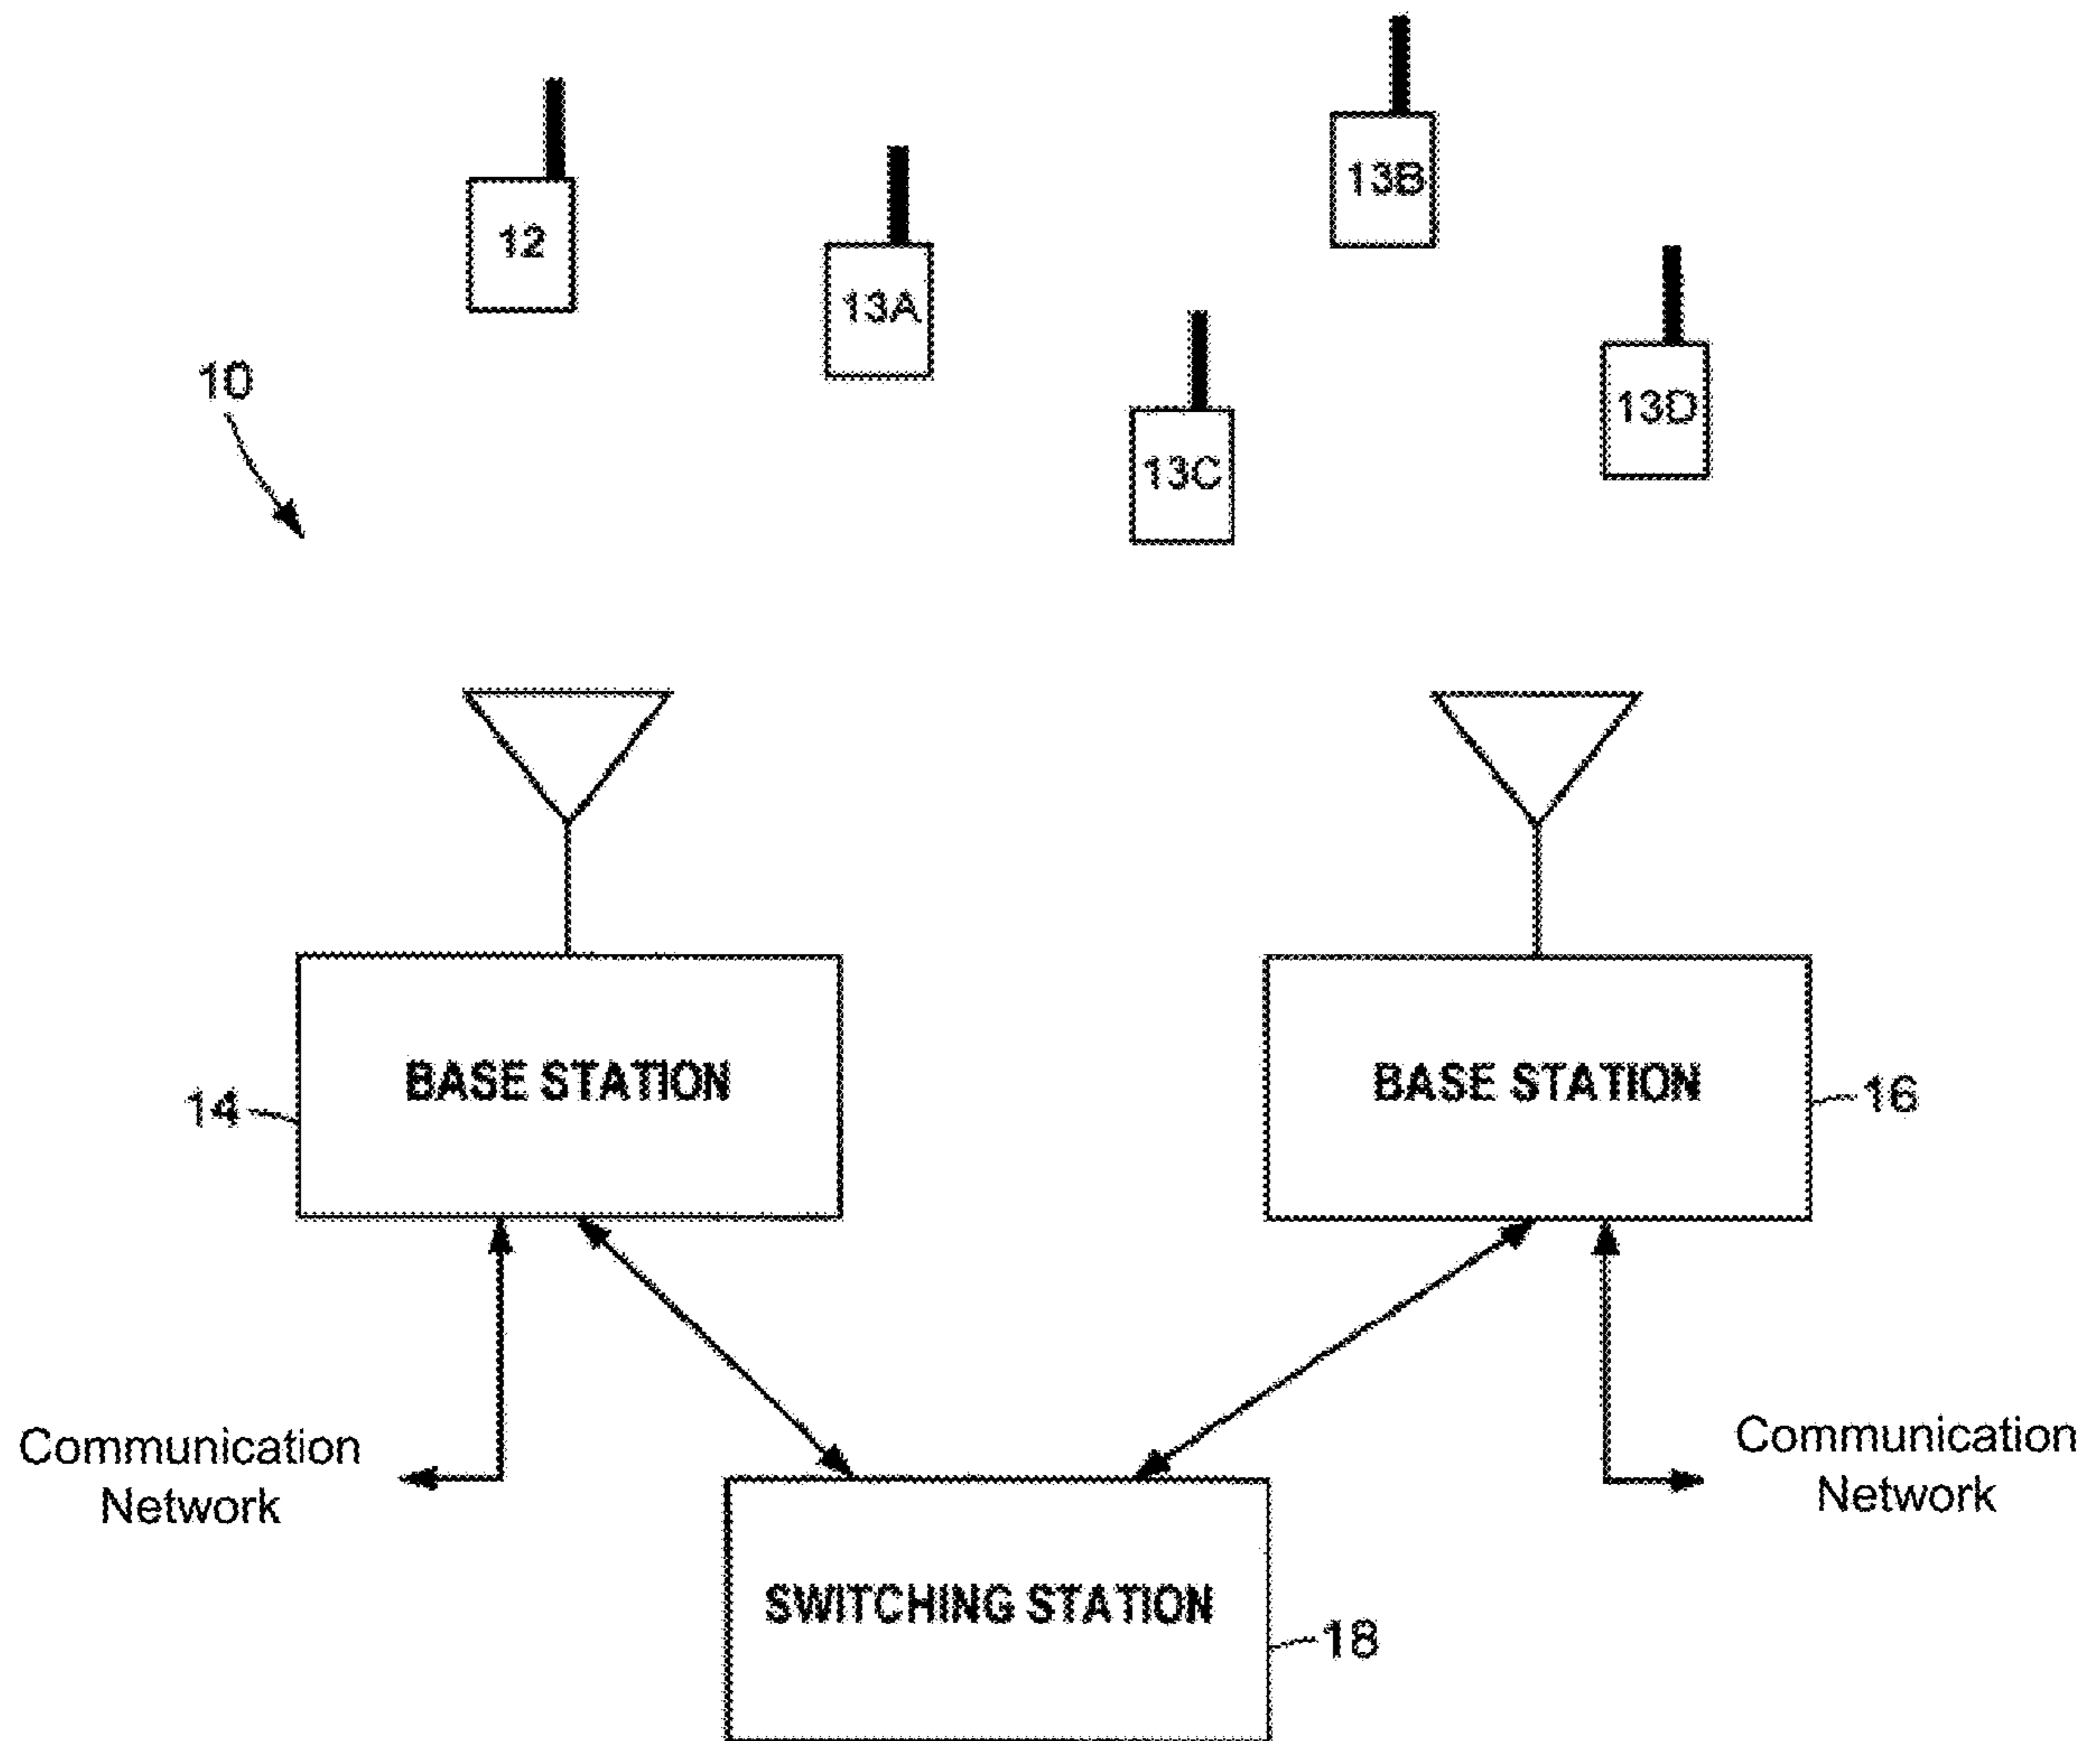 13B
12
13A
10
13D
13C
BASE STATION
BASE STATION
14
16
Communication
Network
Communication
Network
SWITCHING STATION
18